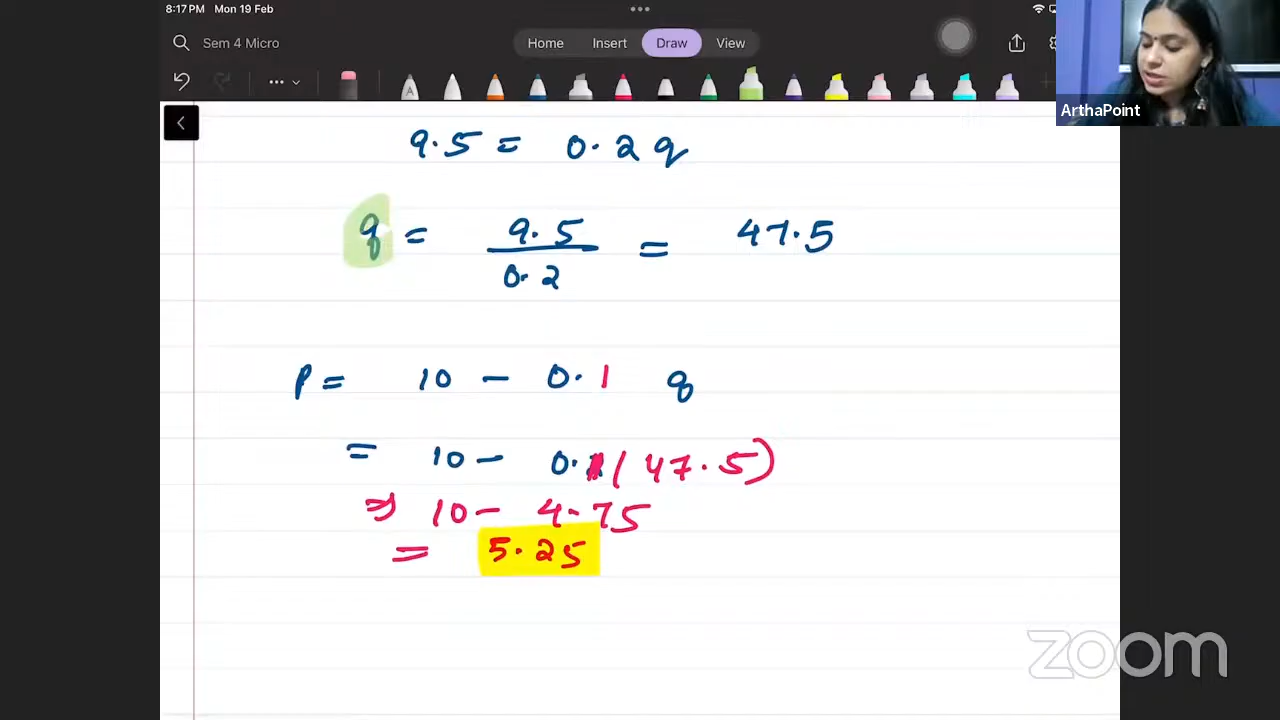 8:17 PM Mon 19 Feb
Sem 4 Micro
Home Insert Draw View
ArthaPoint
9.5 = 0.2 q
q = 9.5 / 0.2 = 47.5
P = 10 - 0.1 q
= 10 - 0.1 ( 47.5 )
⇒ 10 - 4.75
= 5.25
zoom